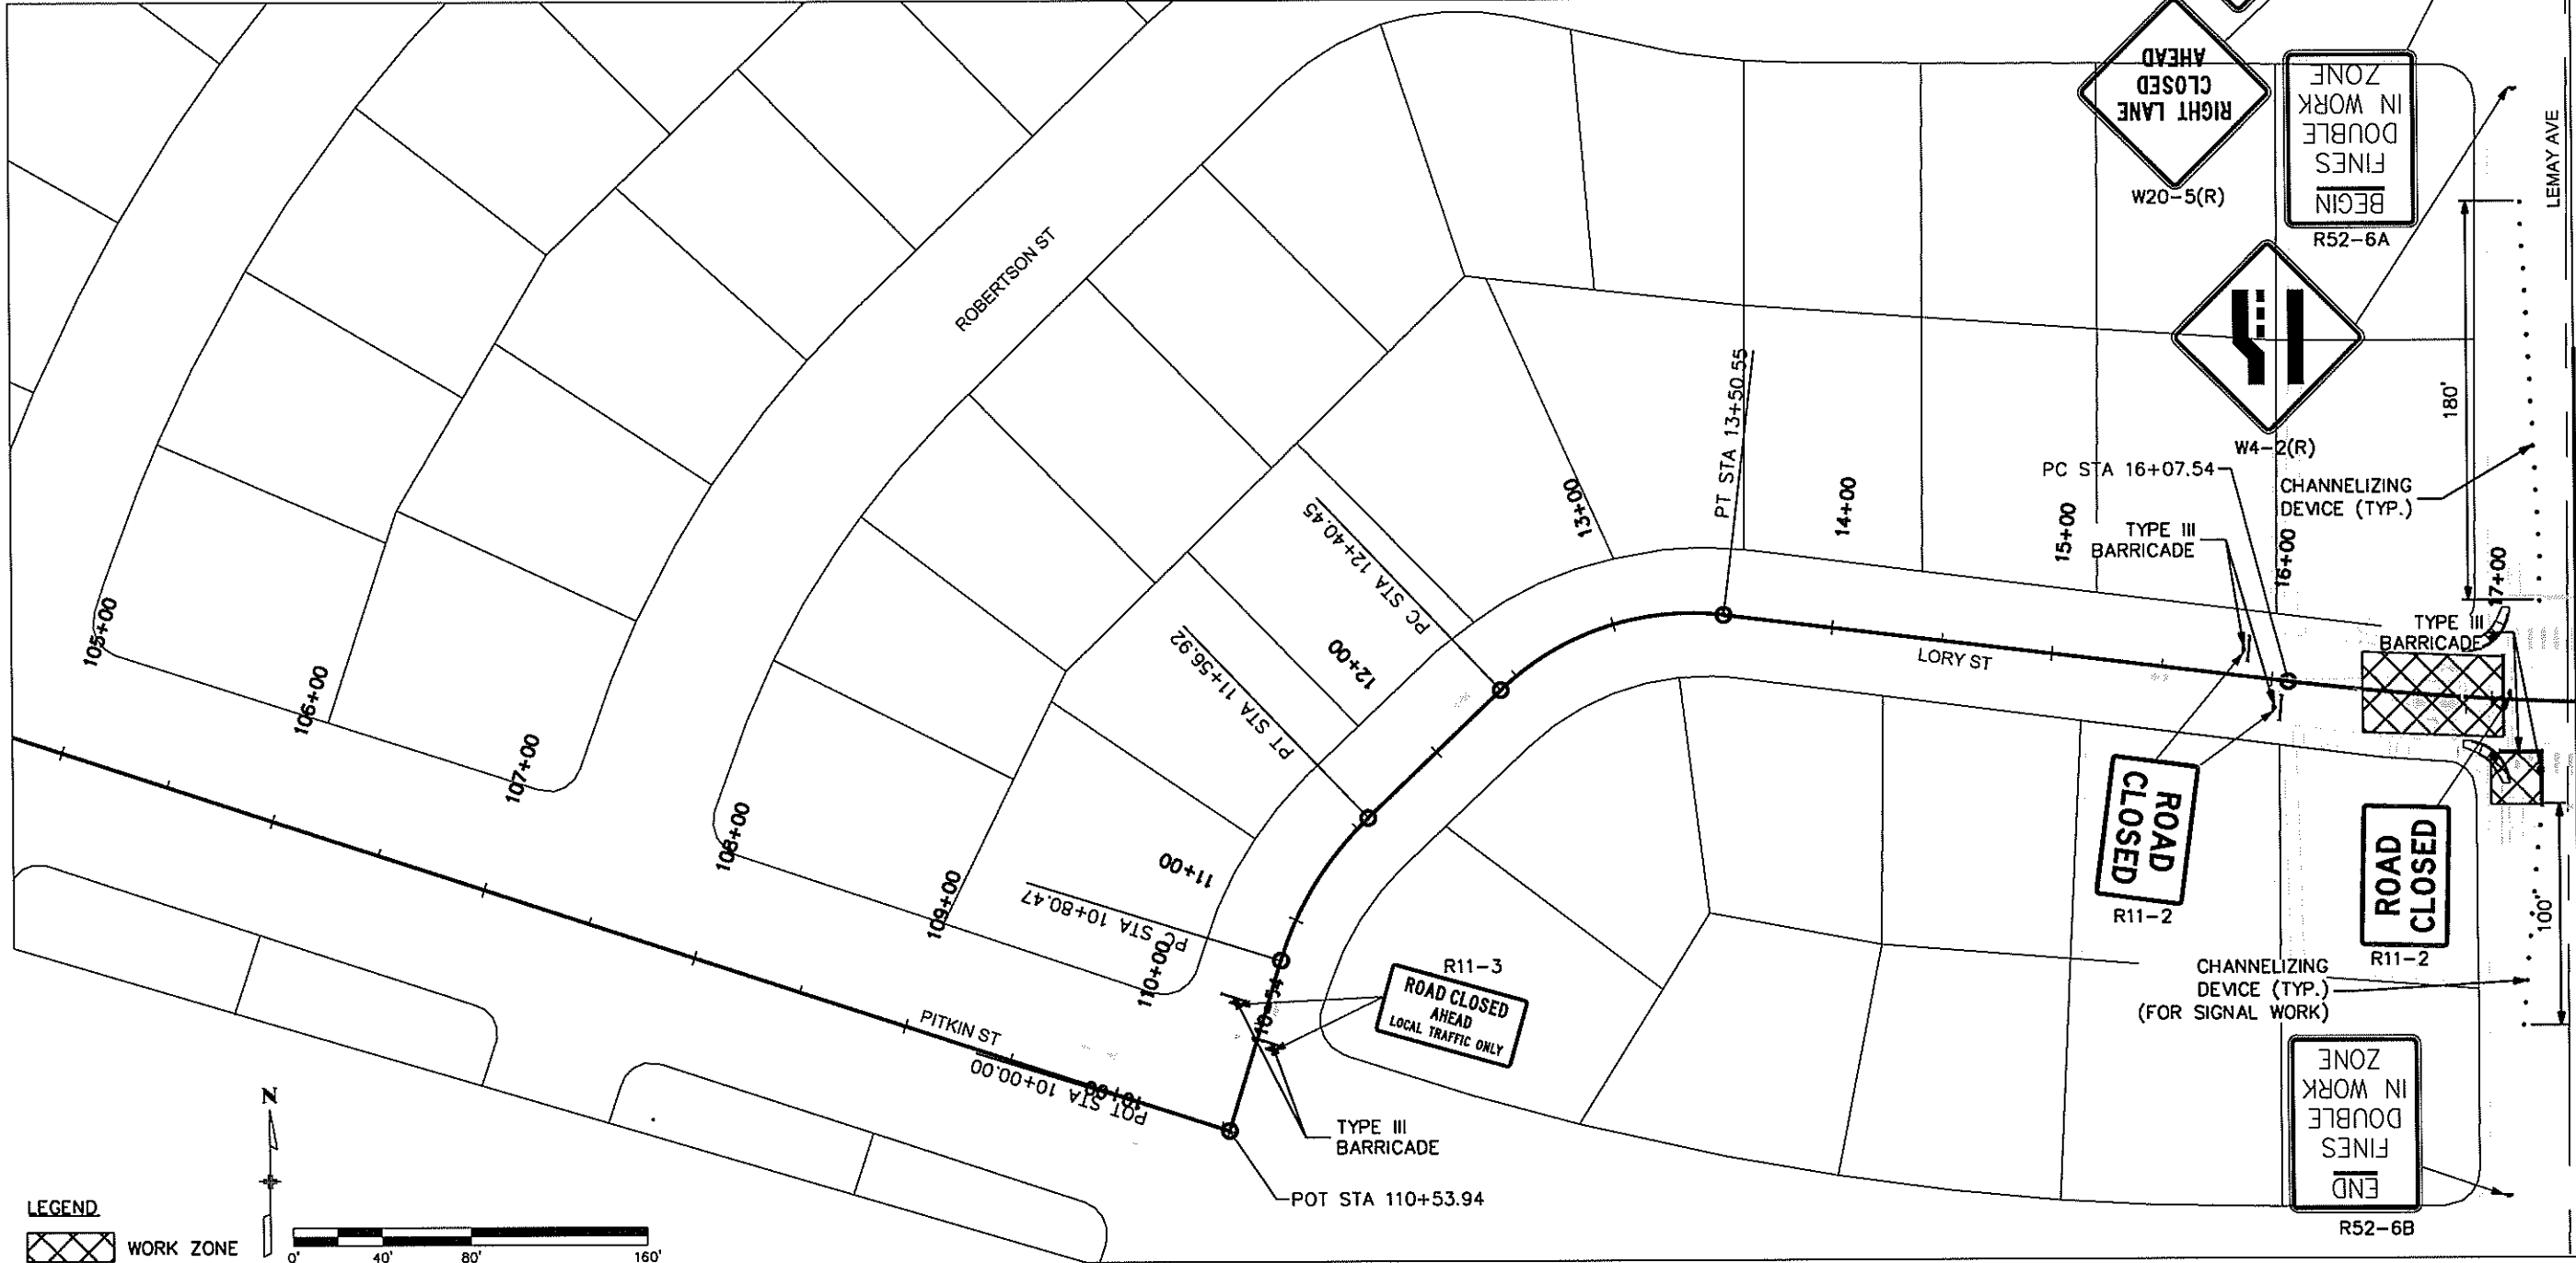 RIGHT LANE
CLOSED
AHEAD
W20-5(R)
BEGIN
FINES
DOUBLE
IN WORK
ZONE
R52-6A
LEMAY AVE
ROBERTSON ST
W4-2(R)
180'
PC STA 16+07.54
CHANNELIZING
DEVICE (TYP.)
TYPE III
BARRICADE
PT STA 13+50.55
13+00
14+00
15+00
16+00
17+00
TYPE III
BARRICADE
PC STA 12+40.45
12+00
PT STA 11+56.92
LORY ST
105+00
106+00
107+00
108+00
109+00
110+00
11+00
PC STA 10+80.47
ROAD
CLOSED
R11-2
ROAD
CLOSED
R11-2
100'
R11-3
ROAD CLOSED
AHEAD
LOCAL TRAFFIC ONLY
CHANNELIZING
DEVICE (TYP.)
(FOR SIGNAL WORK)
PITKIN ST
POT STA 10+00.00
10+00
TYPE III
BARRICADE
POT STA 110+53.94
END
FINES
DOUBLE
IN WORK
ZONE
R52-6B
N
LEGEND
WORK ZONE
0' 40' 80' 160'